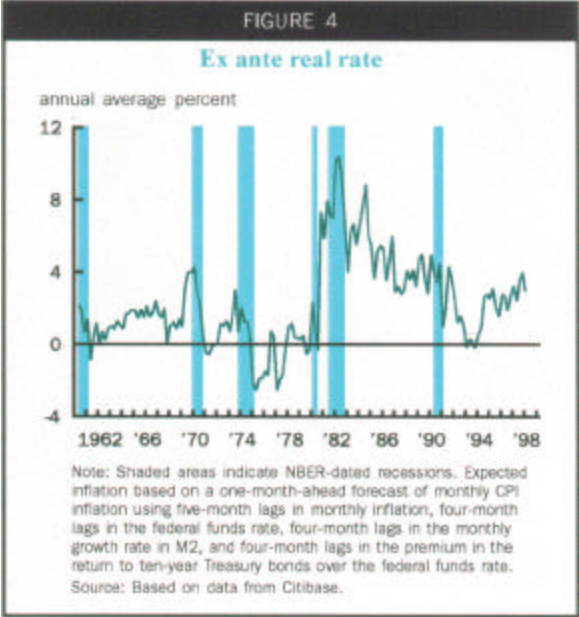 FIGURE 4
Ex ante real rate
annual average percent
12
8
4
0
-4
1962 '66 '70 '74 '78 '82 '86 '90 '94 '98
Note: Shaded areas indicate NBER-dated recessions. Expected
inflation based on a one-month-ahead forecast of monthly CPI
inflation using five-month lags in monthly inflation, four-month
lags in the federal funds rate, four-month lags in the monthly
growth rate in M2, and four-month lags in the premium in the
return to ten-year Treasury bonds over the federal funds rate.
Source: Based on data from Citibase.